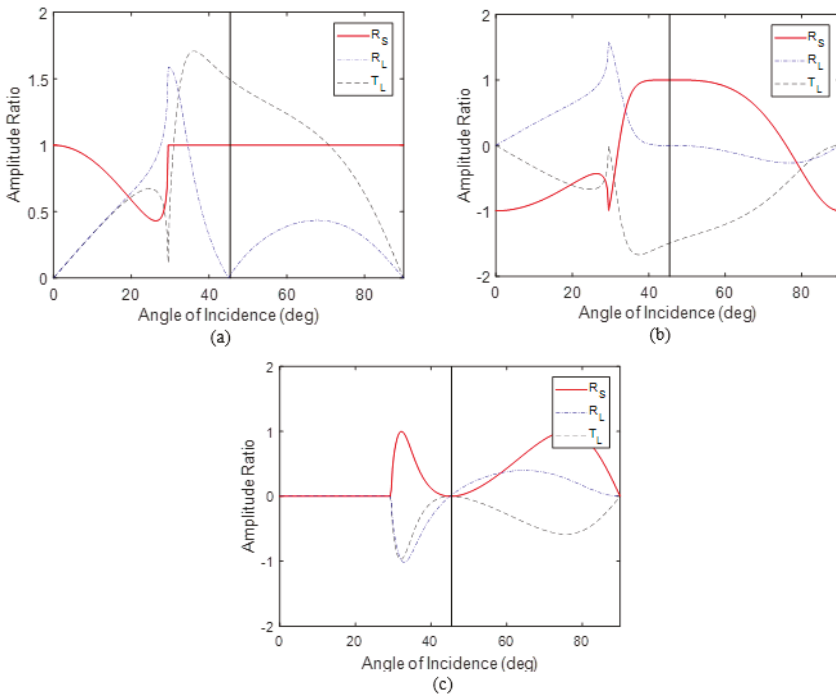 2
1.5
1
0.5
0
Amplitude Ratio
R_S
R_L
T_L
0 20 40 60 80
Angle of Incidence (deg)
(a)
2
1
0
-1
-2
Amplitude Ratio
R_S
R_L
T_L
0 20 40 60 80
Angle of Incidence (deg)
(b)
2
1
0
-1
-2
Amplitude Ratio
R_S
R_L
T_L
0 20 40 60 80
Angle of Incidence (deg)
(c)